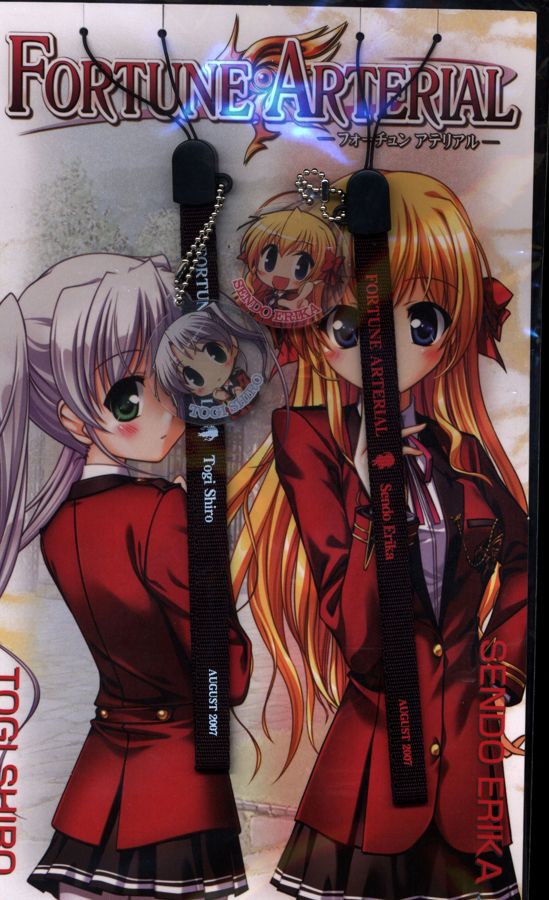 FORTUNE ARTERIAL
— フォーチュン アテリアル —
SENDO ERIKA
TOGI SHIRO
FORTUNE
Togi Shiro
AUGUST 2007
FORTUNE ARTERIAL
Sendo Erika
AUGUST 2007
TOGI SHIRO
SENDO ERIKA